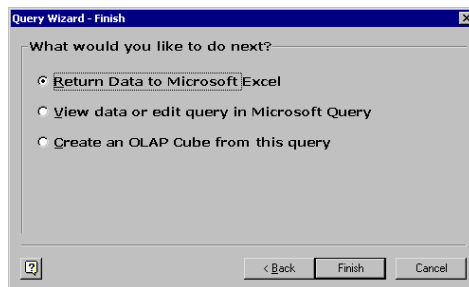 Query Wizard - Finish
What would you like to do next?
Return Data to Microsoft Excel
View data or edit query in Microsoft Query
Create an OLAP Cube from this query
?
< Back
Finish
Cancel